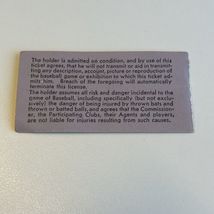 The holder is admitted on condition, and by use of this
ticket agrees, that he will not transmit or aid in transmit-
ting any description, account, picture or reproduction of
the baseball game or exhibition to which this ticket ad-
mits him. Breach of the foregoing will automatically
terminate this license.
The holder assumes all risk and danger incidental to the
game of Baseball, including specifically (but not exclu-
sively) the danger of being injured by thrown bats and
thrown or batted balls, and agrees that the Commission-
er, the Participating Clubs, their Agents and players,
are not liable for injuries resulting from such causes.